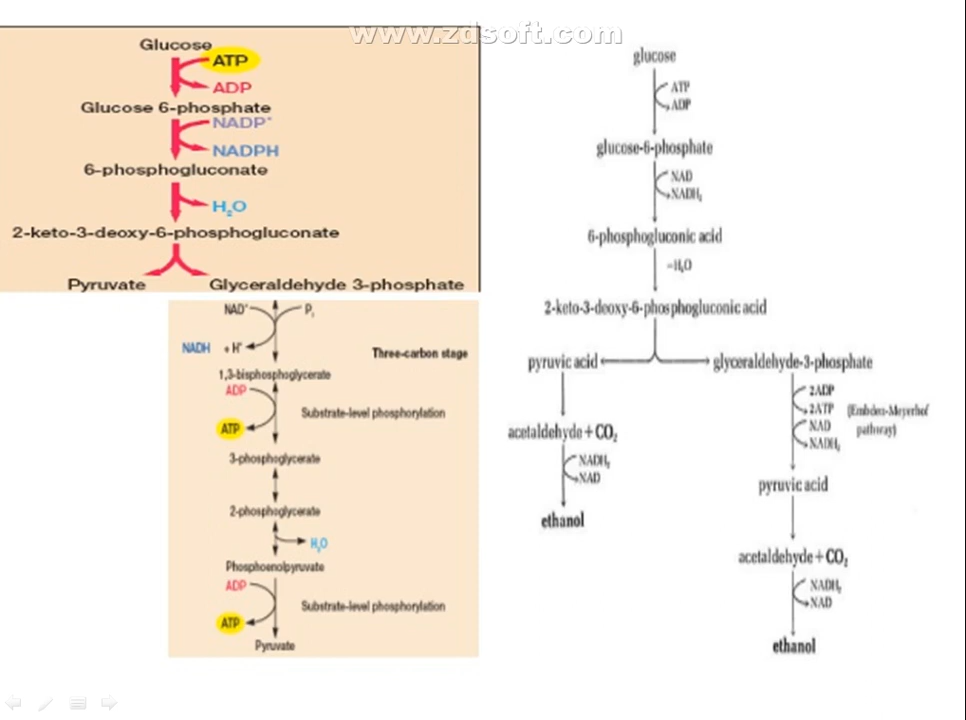 www.zdsoft.com
Glucose
ATP
ADP
Glucose 6-phosphate
NADP⁺
NADPH
6-phosphogluconate
H₂O
2-keto-3-deoxy-6-phosphogluconate
Pyruvate Glyceraldehyde 3-phosphate
NAD⁺ Pᵢ
NADH + H⁺
Three-carbon stage
1,3-bisphosphoglycerate
ADP
Substrate-level phosphorylation
ATP
3-phosphoglycerate
2-phosphoglycerate
H₂O
Phosphoenolpyruvate
ADP
Substrate-level phosphorylation
ATP
Pyruvate
glucose
ATP
ADP
glucose-6-phosphate
NAD
NADH₂
6-phosphogluconic acid
-H₂O
2-keto-3-deoxy-6-phosphogluconic acid
pyruvic acid glyceraldehyde-3-phosphate
acetaldehyde+CO₂
NADH₂
NAD
ethanol
2ADP
2ATP
NAD
NADH₂
(Embden-Meyerhof
pathway)
pyruvic acid
acetaldehyde+CO₂
NADH₂
NAD
ethanol